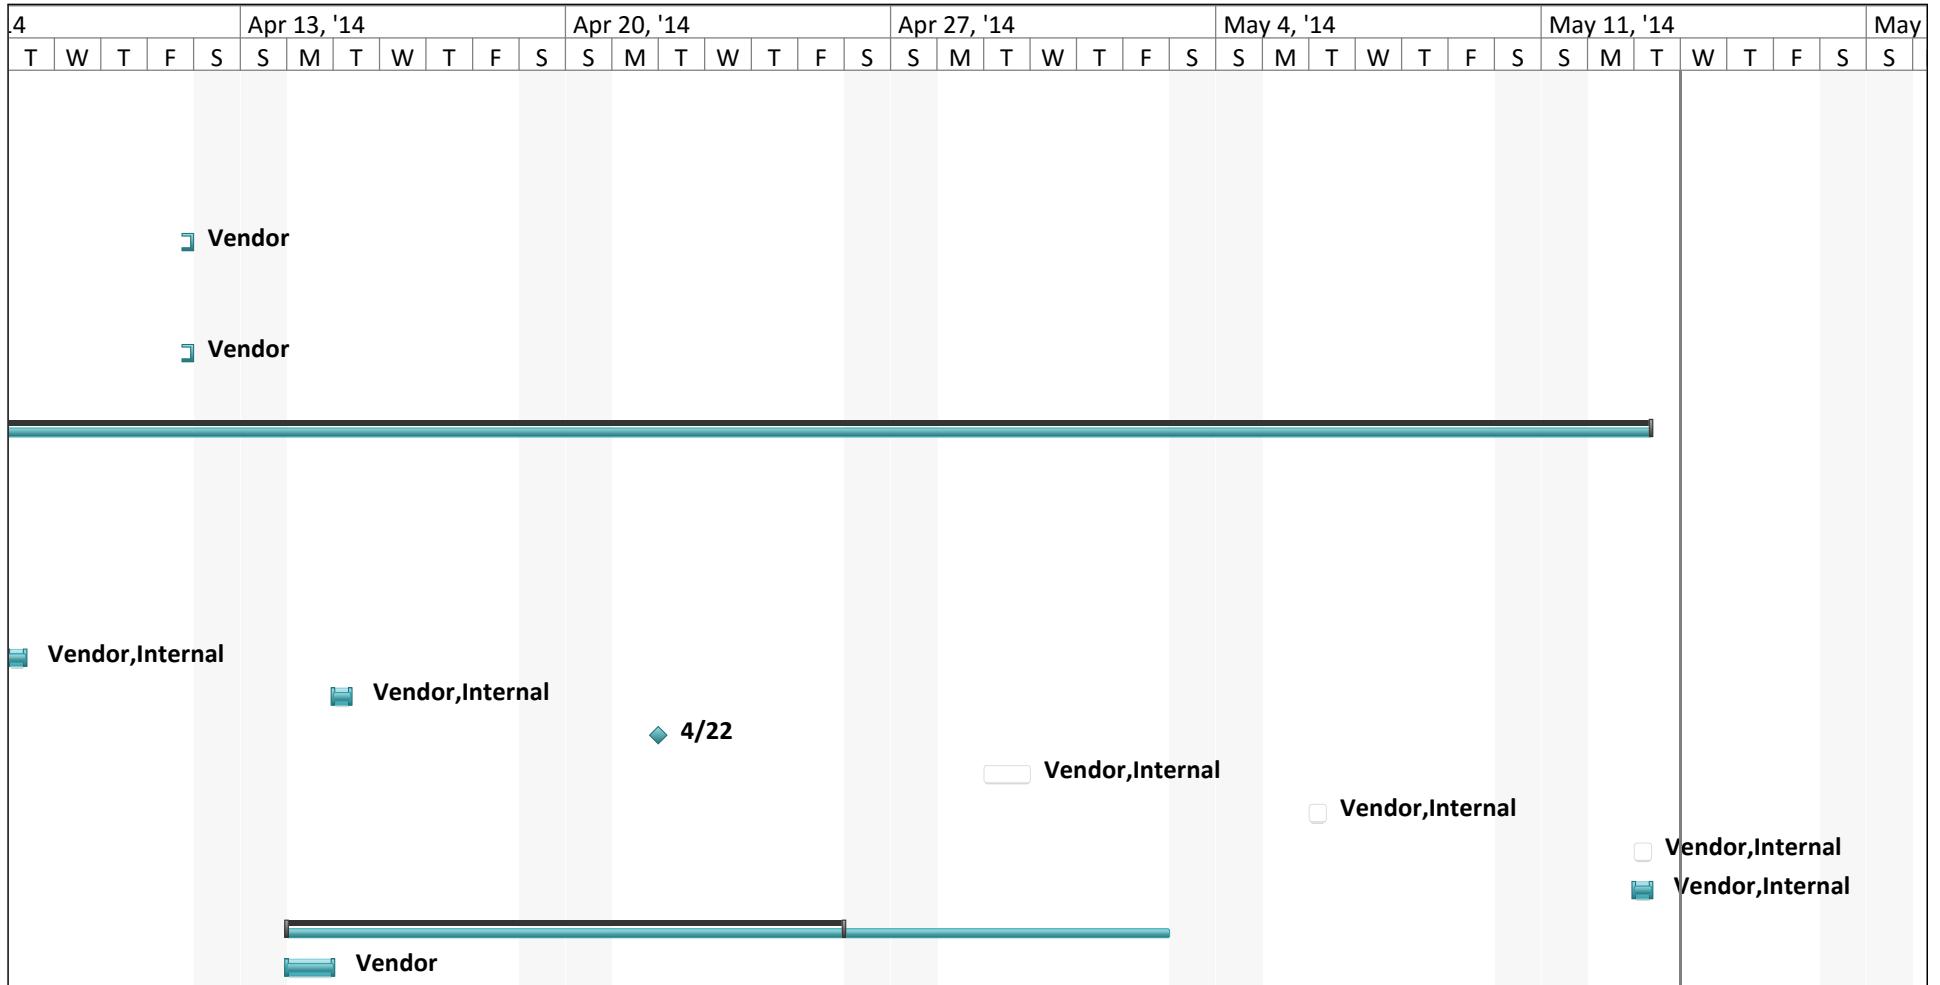 .4 Apr 13, '14 Apr 20, '14 Apr 27, '14 May 4, '14 May 11, '14 May
T W T F S S M T W T F S S M T W T F S S M T W T F S S M T W T F S S M T W T F S S
Vendor
Vendor
Vendor,Internal
Vendor,Internal
4/22
Vendor,Internal
Vendor,Internal
Vendor,Internal
Vendor,Internal
Vendor